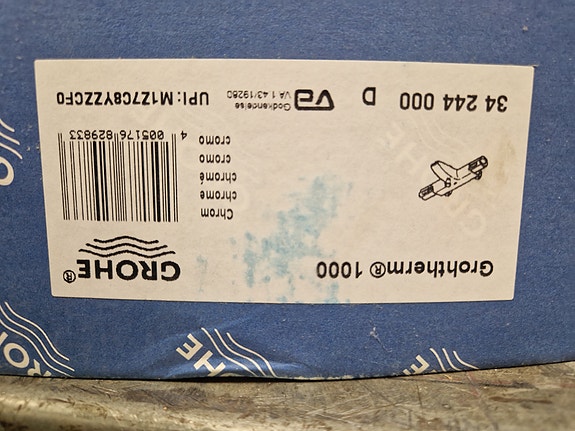 Grohtherm® 1000
GROHE®
Chrom
chrome
chromé
cromo
cromo
4 005176 829833
34 244 000 D
Godkendelse
VA 1.43/19280
UPI: M1Z7C8YZZCF0
GROHE